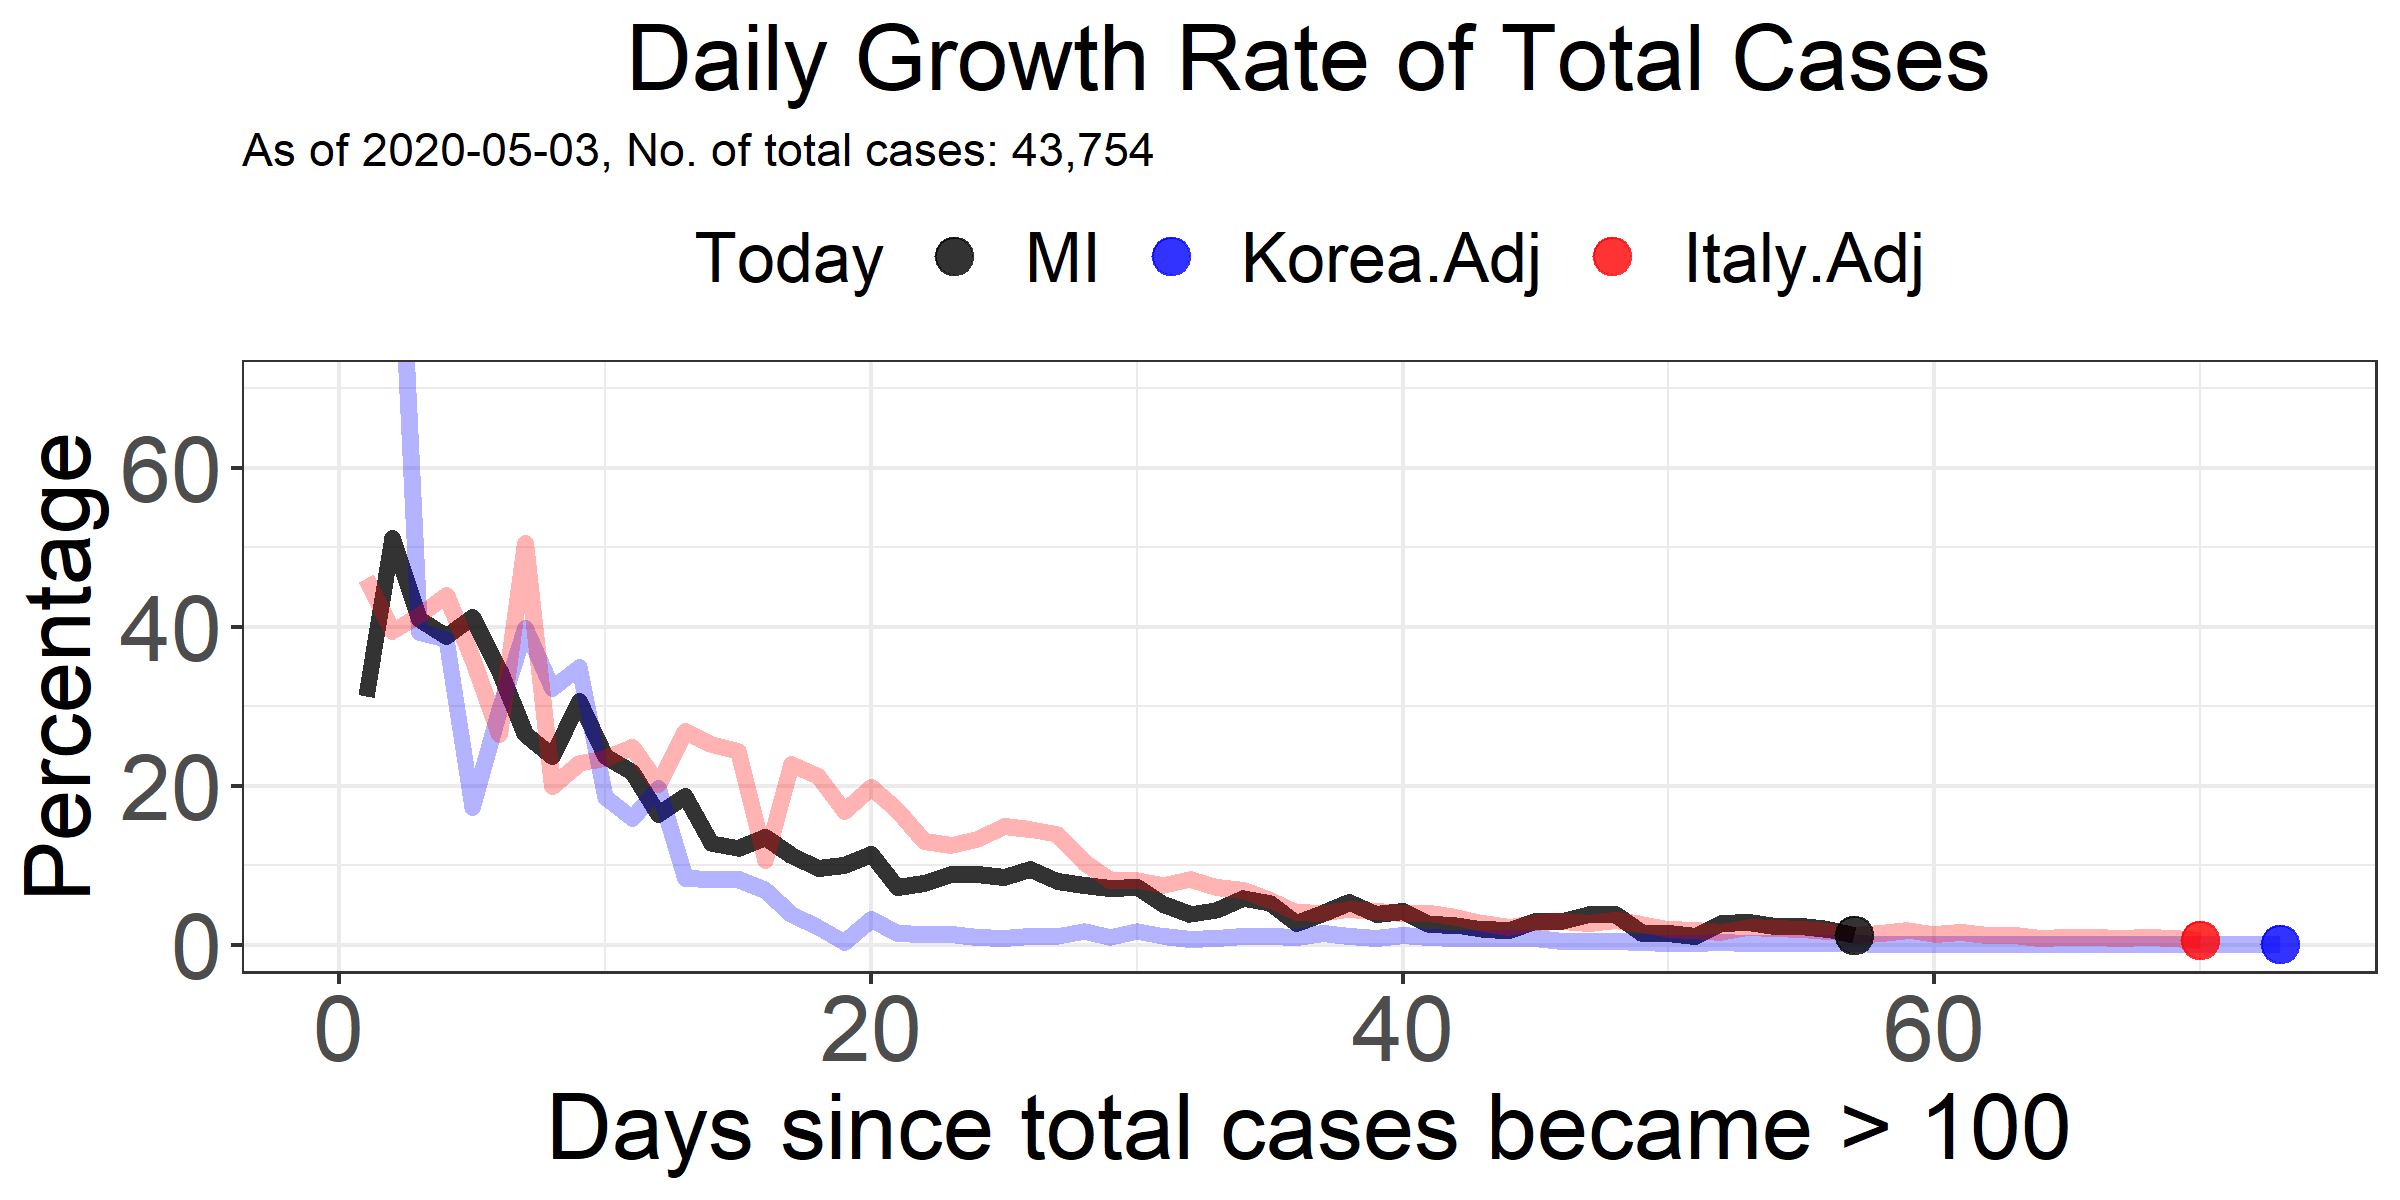 Daily Growth Rate of Total Cases
As of 2020-05-03, No. of total cases: 43,754
Today MI Korea.Adj Italy.Adj
Percentage
60
40
20
0
0 20 40 60
Days since total cases became > 100